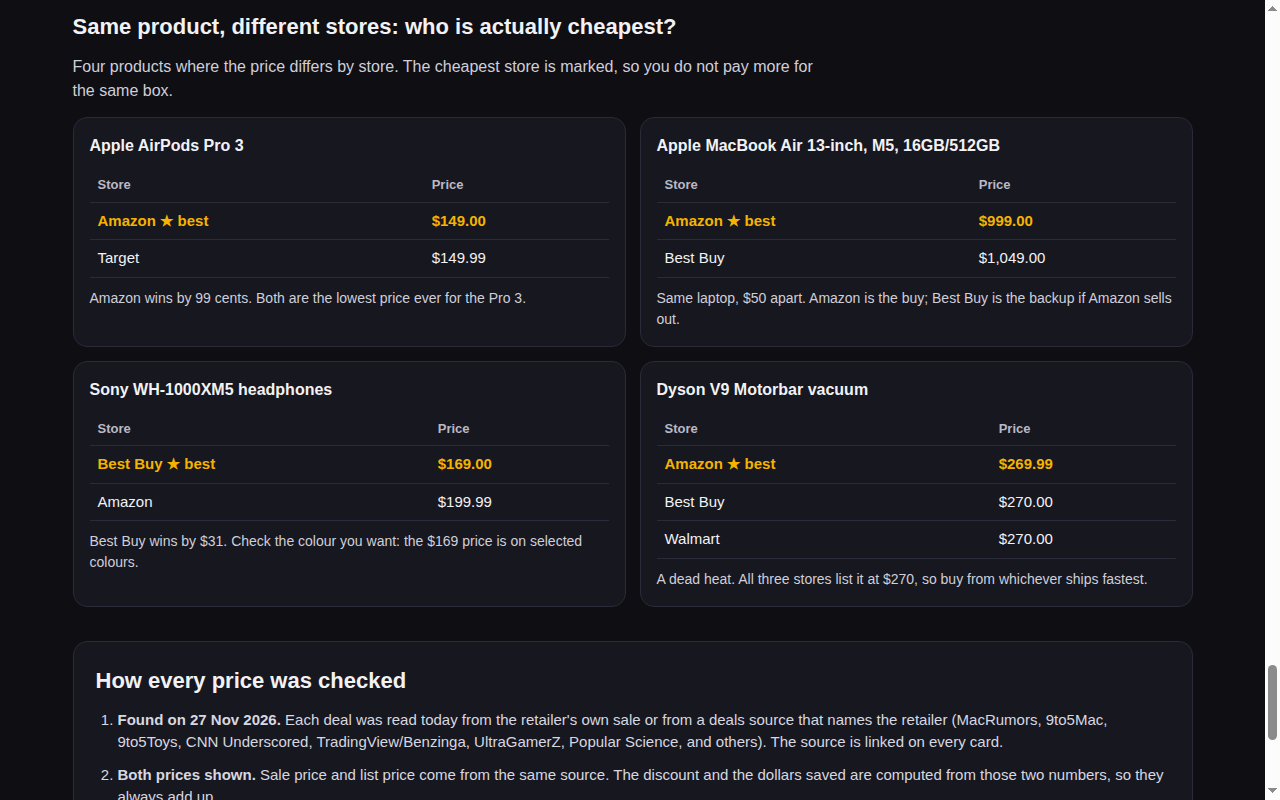 Same product, different stores: who is actually cheapest?
Four products where the price differs by store. The cheapest store is marked, so you do not pay more for
the same box.
Apple AirPods Pro 3
Store Price
Amazon ★ best $149.00
Target $149.99
Amazon wins by 99 cents. Both are the lowest price ever for the Pro 3.
Apple MacBook Air 13-inch, M5, 16GB/512GB
Store Price
Amazon ★ best $999.00
Best Buy $1,049.00
Same laptop, $50 apart. Amazon is the buy; Best Buy is the backup if Amazon sells
out.
Sony WH-1000XM5 headphones
Store Price
Best Buy ★ best $169.00
Amazon $199.99
Best Buy wins by $31. Check the colour you want: the $169 price is on selected
colours.
Dyson V9 Motorbar vacuum
Store Price
Amazon ★ best $269.99
Best Buy $270.00
Walmart $270.00
A dead heat. All three stores list it at $270, so buy from whichever ships fastest.
How every price was checked
1. Found on 27 Nov 2026. Each deal was read today from the retailer's own sale or from a deals source that names the retailer (MacRumors, 9to5Mac,
9to5Toys, CNN Underscored, TradingView/Benzinga, UltraGamerZ, Popular Science, and others). The source is linked on every card.
2. Both prices shown. Sale price and list price come from the same source. The discount and the dollars saved are computed from those two numbers, so they
always add up.